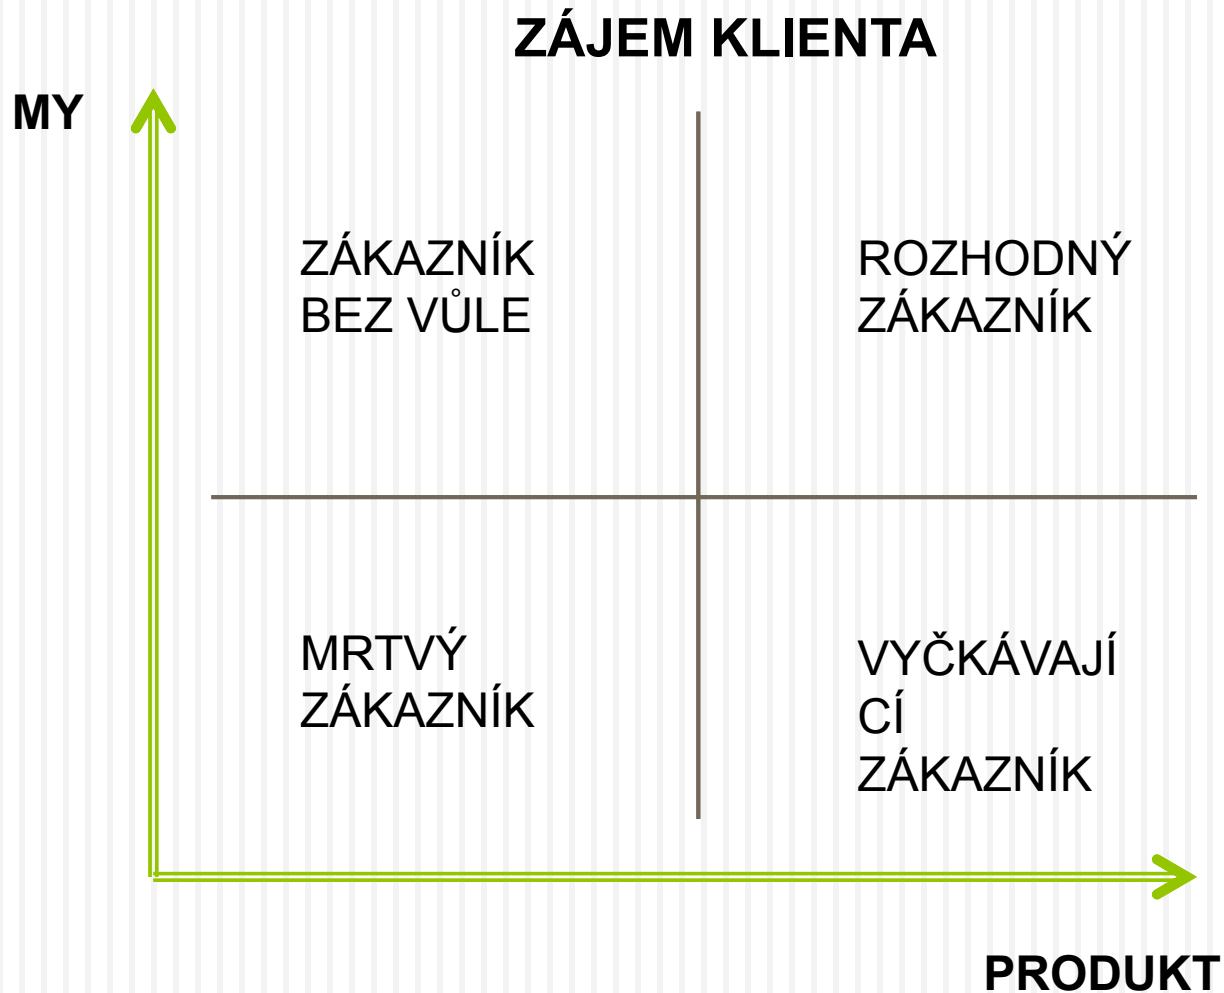 ZÁJEM KLIENTA
MY
ZÁKAZNÍK
BEZ VŮLE
ROZHODNÝ
ZÁKAZNÍK
MRTVÝ
ZÁKAZNÍK
VYČKÁVAJÍ
CÍ
ZÁKAZNÍK
PRODUKT